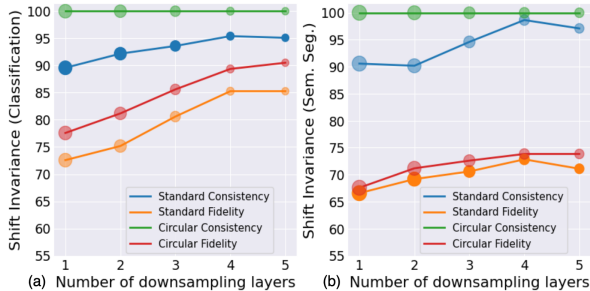 Shift Invariance (Classification)
100
95
90
85
80
75
70
65
60
55
Standard Consistency
Standard Fidelity
Circular Consistency
Circular Fidelity
1 2 3 4 5
(a) Number of downsampling layers
Shift Invariance (Sem. Seg.)
100
95
90
85
80
75
70
65
60
55
Standard Consistency
Standard Fidelity
Circular Consistency
Circular Fidelity
1 2 3 4 5
(b) Number of downsampling layers